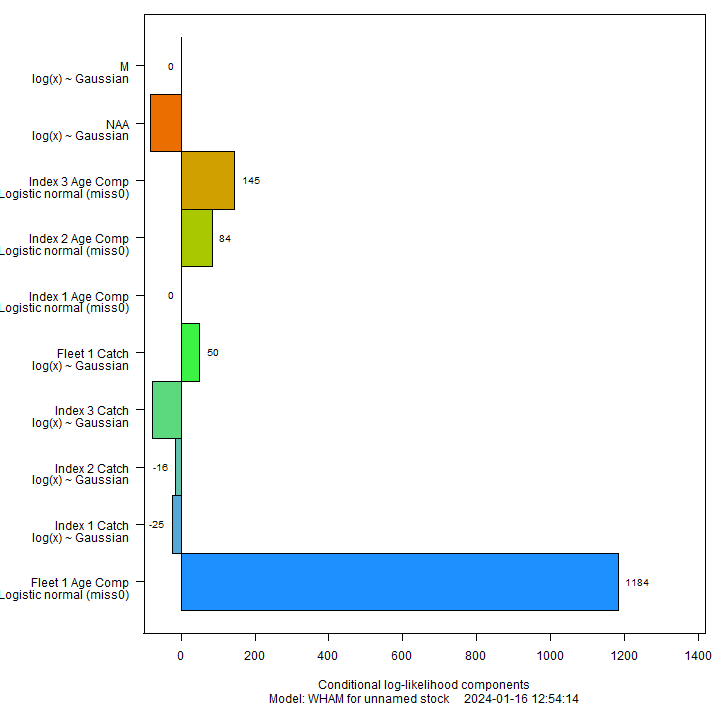 M
log(x) ~ Gaussian
0
NAA
log(x) ~ Gaussian
Index 3 Age Comp
Logistic normal (miss0)
145
Index 2 Age Comp
Logistic normal (miss0)
84
Index 1 Age Comp
Logistic normal (miss0)
0
Fleet 1 Catch
log(x) ~ Gaussian
50
Index 3 Catch
log(x) ~ Gaussian
Index 2 Catch
log(x) ~ Gaussian
-16
Index 1 Catch
log(x) ~ Gaussian
-25
Fleet 1 Age Comp
Logistic normal (miss0)
1184
0 200 400 600 800 1000 1200 1400
Conditional log-likelihood components
Model: WHAM for unnamed stock 2024-01-16 12:54:14